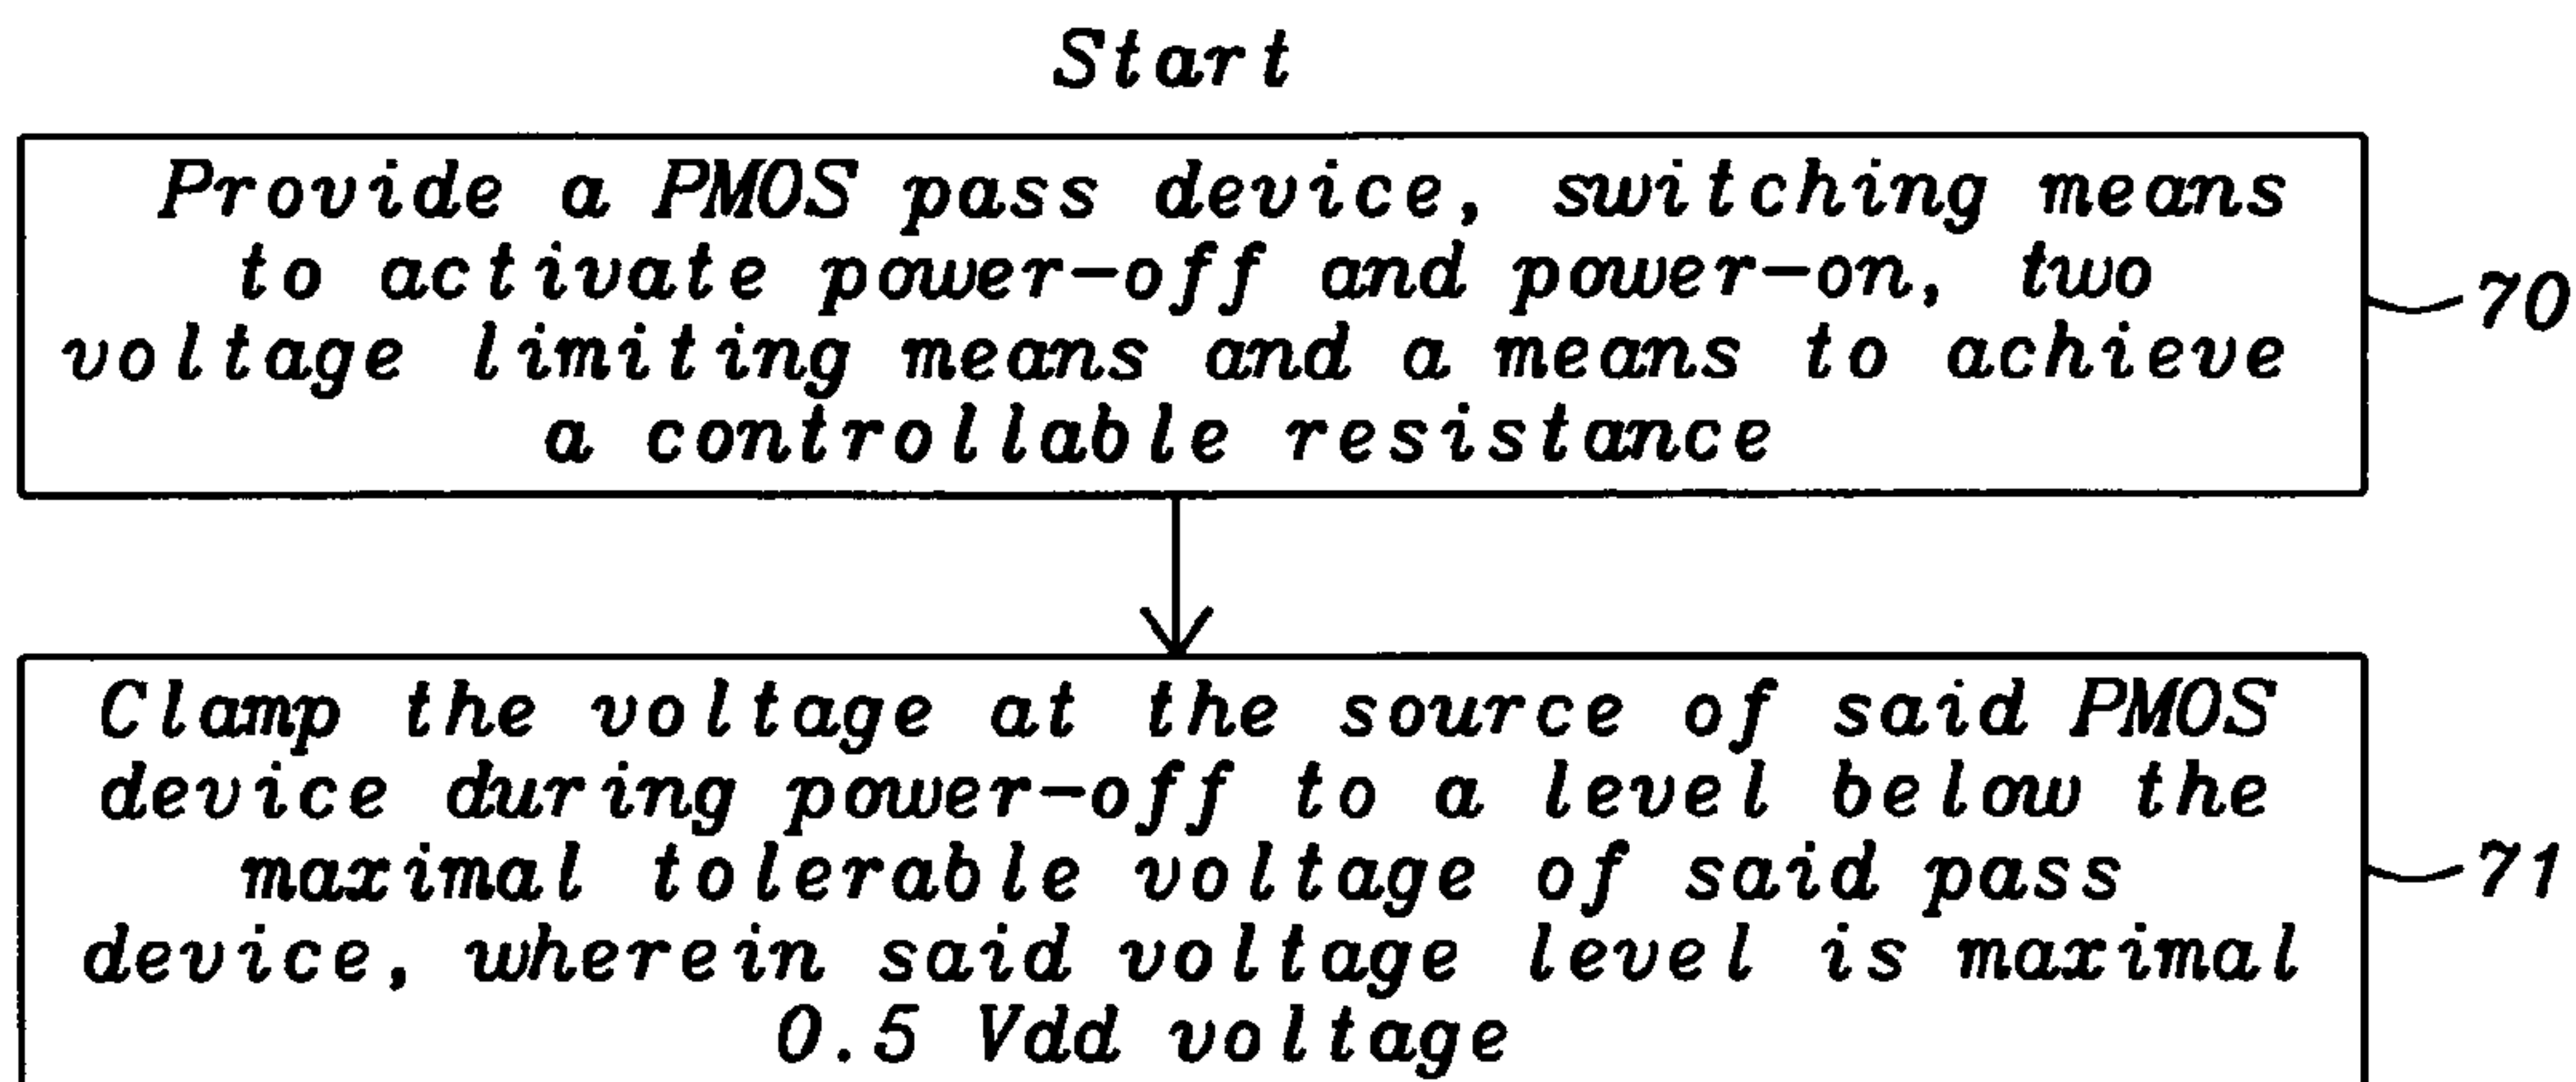 Start
Provide a PMOS pass device, switching means
to activate power-off and power-on, two
voltage limiting means and a means to achieve
a controllable resistance
70
Clamp the voltage at the source of said PMOS
device during power-off to a level below the
maximal tolerable voltage of said pass
device, wherein said voltage level is maximal
0.5 Vdd voltage
71